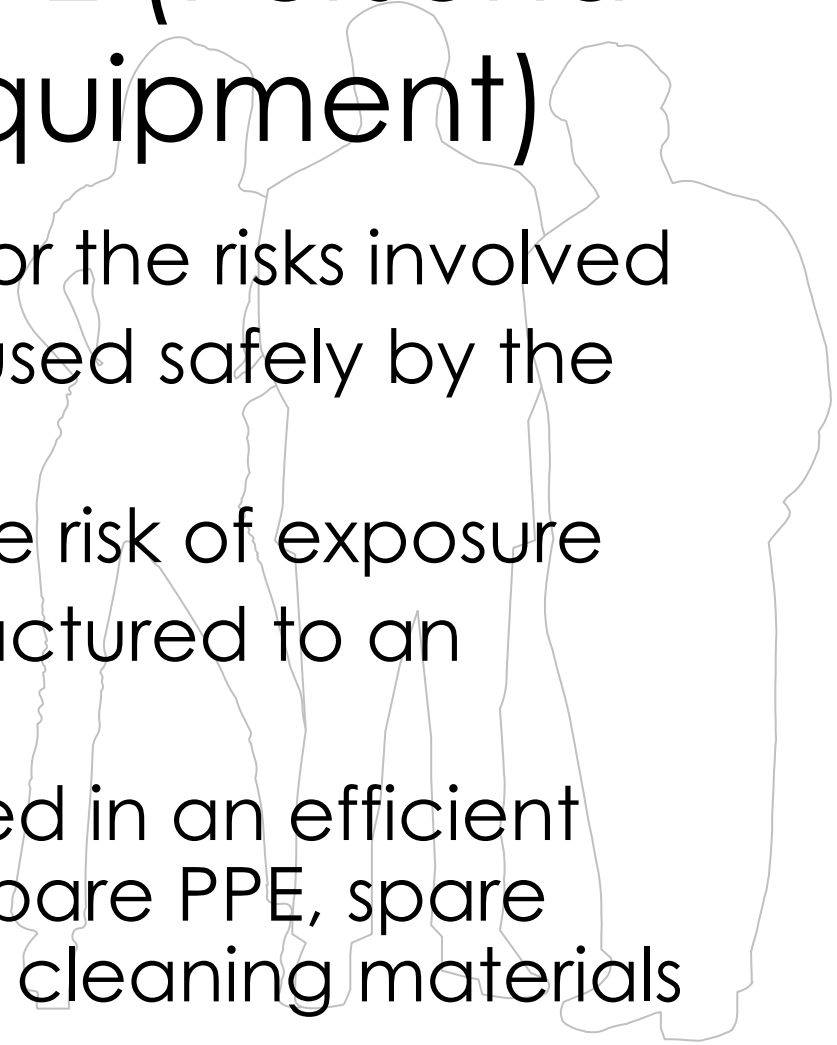 quipment)
or the risks involved
used safely by the
e risk of exposure
actured to an
ed in an efficient
pare PPE, spare
cleaning materials